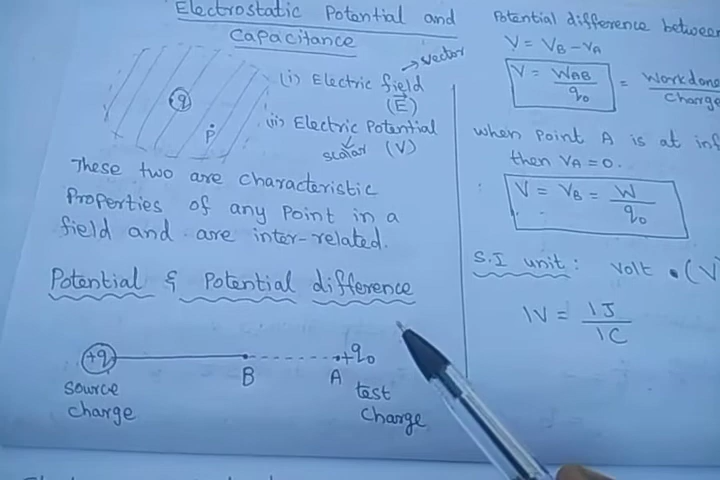 Electrostatic Potential and
Capacitance
(i) Electric field → vector
(E⃗)
(ii) Electric Potential
scalar (V)
q
P
These two are characteristic
Properties of any Point in a
field and are inter-related.
Potential & Potential difference
+q
B
A
+q₀
source
charge
test
charge
Potential difference between
V = VB - VA
V = WAB / q₀ = Workdone / Charge
When Point A is at inf
then VA = 0.
V = VB = W / q₀
S.I unit: Volt. (V
1V = 1J / 1C